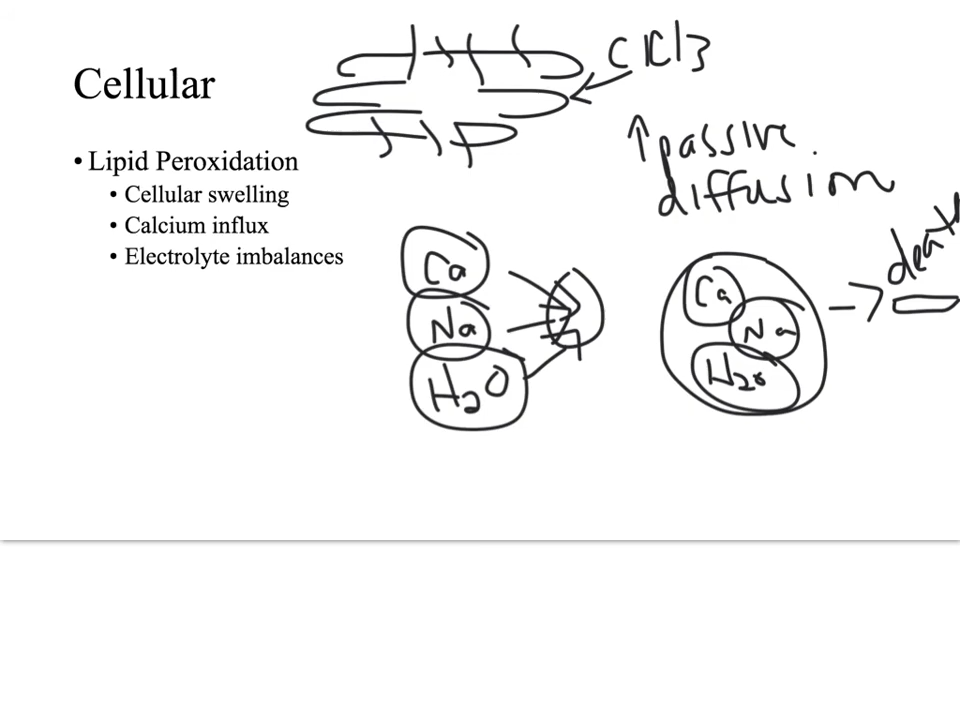 Cellular
• Lipid Peroxidation
• Cellular swelling
• Calcium influx
• Electrolyte imbalances
CCl3
↑ passive
diffusion
Ca
Na
H2O
Ca
Na
H2O
death